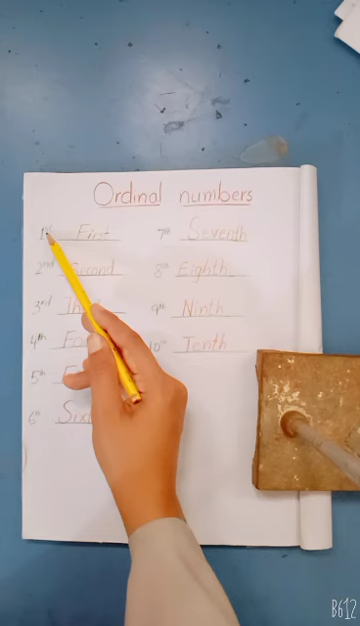 Ordinal numbers
1st First
2nd Second
3rd
4th
5th
6th
7th Seventh
8th Eighth
9th Ninth
10th Tenth
B612